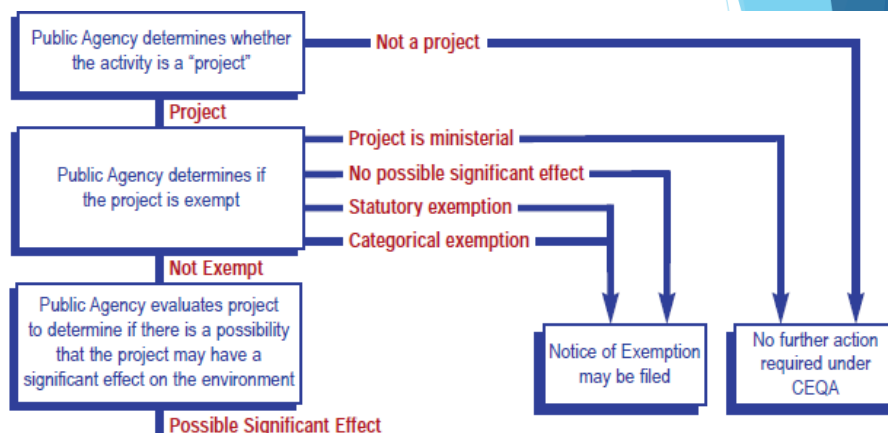 Public Agency determines whether
the activity is a “project”
Not a project
Project
Public Agency determines if
the project is exempt
Project is ministerial
No possible significant effect
Statutory exemption
Categorical exemption
Not Exempt
Public Agency evaluates project
to determine if there is a possibility
that the project may have a
significant effect on the environment
Notice of Exemption
may be filed
No further action
required under
CEQA
Possible Significant Effect